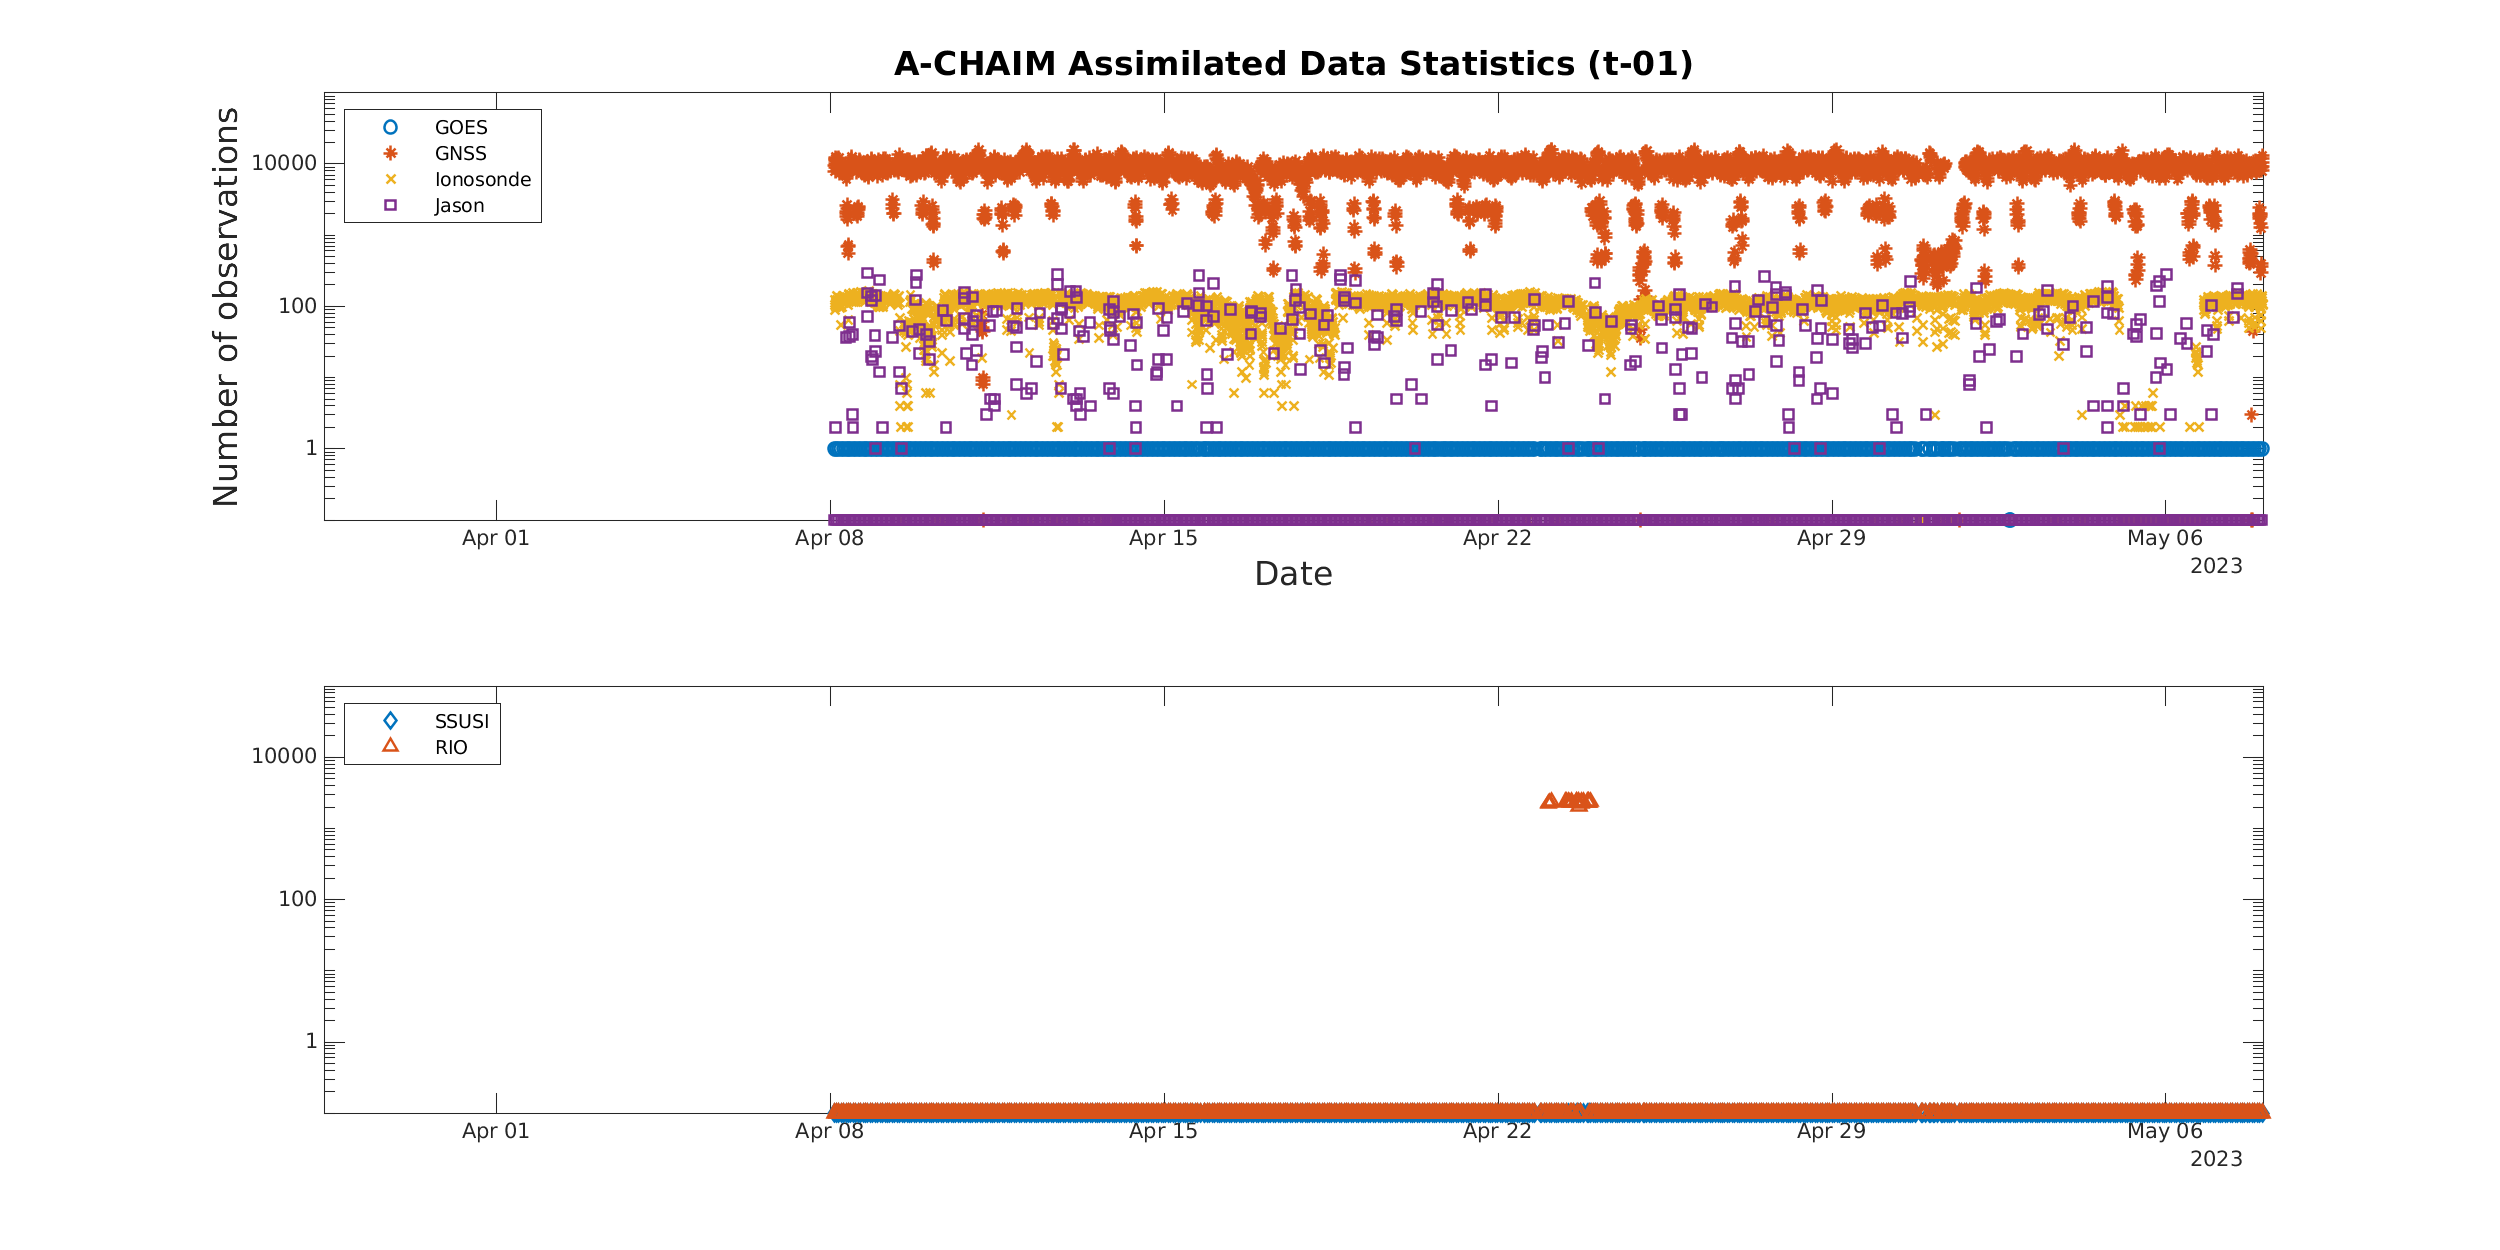 A-CHAIM Assimilated Data Statistics (t-01)
Number of observations
10000
100
1
GOES
GNSS
Ionosonde
Jason
Apr 01 Apr 08 Apr 15 Apr 22 Apr 29 May 06
2023
Date
10000
100
1
SSUSI
RIO
Apr 01 Apr 08 Apr 15 Apr 22 Apr 29 May 06
2023